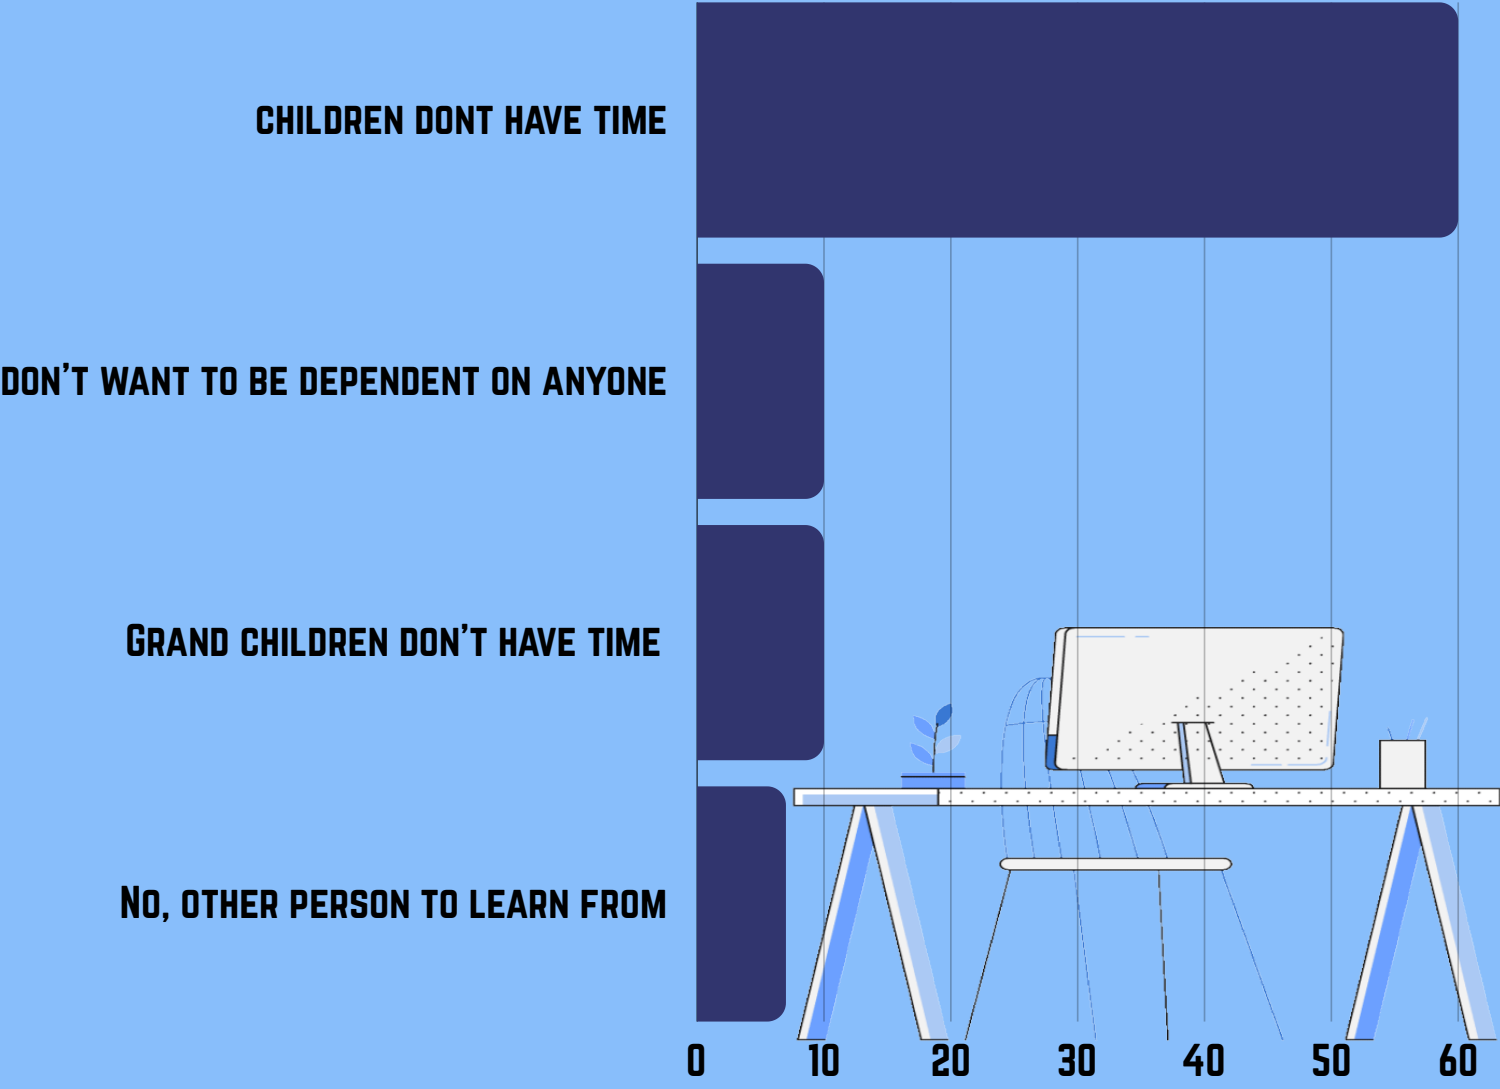 CHILDREN DONT HAVE TIME
DON'T WANT TO BE DEPENDENT ON ANYONE
GRAND CHILDREN DON'T HAVE TIME
NO, OTHER PERSON TO LEARN FROM
0 10 20 30 40 50 60